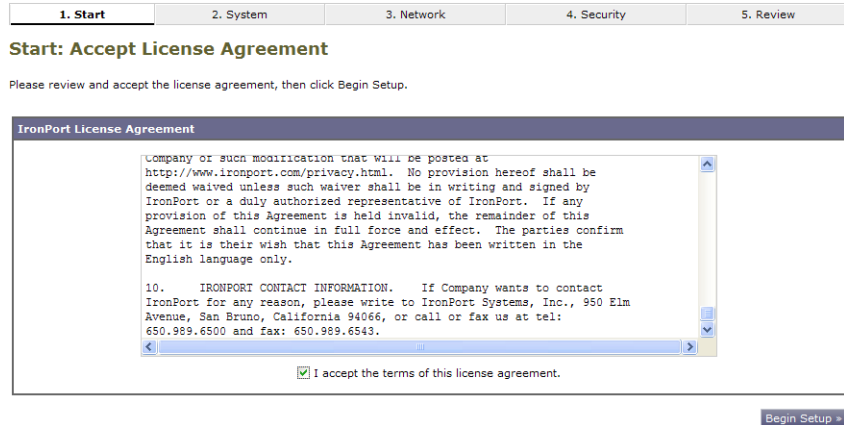 1. Start 2. System 3. Network 4. Security 5. Review
Start: Accept License Agreement
Please review and accept the license agreement, then click Begin Setup.
IronPort License Agreement
Company or such modification that will be posted at
http://www.ironport.com/privacy.html. No provision hereof shall be
deemed waived unless such waiver shall be in writing and signed by
IronPort or a duly authorized representative of IronPort. If any
provision of this Agreement is held invalid, the remainder of this
Agreement shall continue in full force and effect. The parties confirm
that it is their wish that this Agreement has been written in the
English language only.
10. IRONPORT CONTACT INFORMATION. If Company wants to contact
IronPort for any reason, please write to IronPort Systems, Inc., 950 Elm
Avenue, San Bruno, California 94066, or call or fax us at tel:
650.989.6500 and fax: 650.989.6543.
I accept the terms of this license agreement.
Begin Setup »